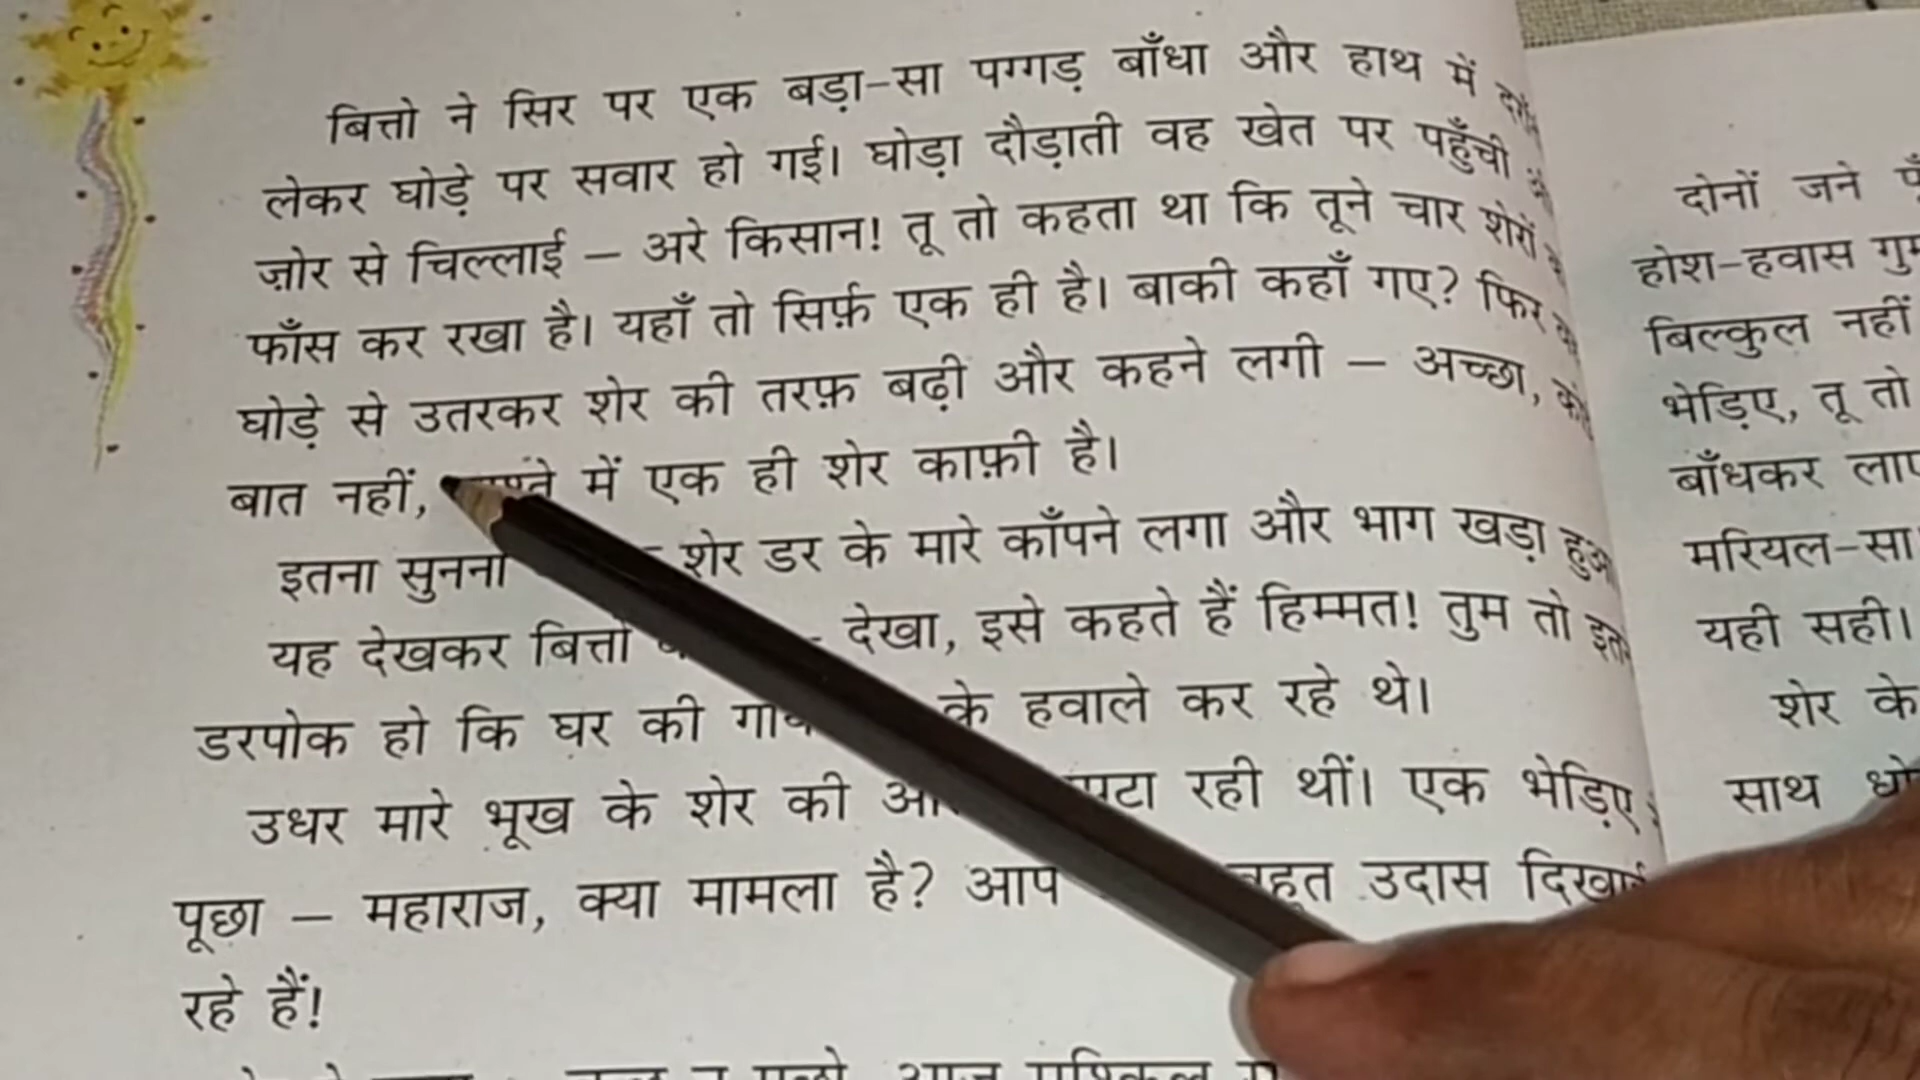 बित्तो ने सिर पर एक बड़ा-सा पग्गड़ बाँधा और हाथ में
लेकर घोड़े पर सवार हो गई। घोड़ा दौड़ाती वह खेत पर पहुँची
ज़ोर से चिल्लाई – अरे किसान! तू तो कहता था कि तूने चार शेरों
फाँस कर रखा है। यहाँ तो सिर्फ़ एक ही है। बाकी कहाँ गए? फिर
घोड़े से उतरकर शेर की तरफ़ बढ़ी और कहने लगी – अच्छा,
बात नहीं, में एक ही शेर काफ़ी है।
इतना सुनना शेर डर के मारे काँपने लगा और भाग खड़ा हुआ
यह देखकर बित्तो – देखा, इसे कहते हैं हिम्मत! तुम तो
डरपोक हो कि घर की के हवाले कर रहे थे।
उधर मारे भूख के शेर की रही थीं। एक भेड़िए
पूछा – महाराज, क्या मामला है? आप बहुत उदास
रहे हैं!
दोनों जने
होश-हवास
बिल्कुल नहीं
भेड़िए, तू तो
बाँधकर
मरियल-सा
यही सही।
शेर के
साथ